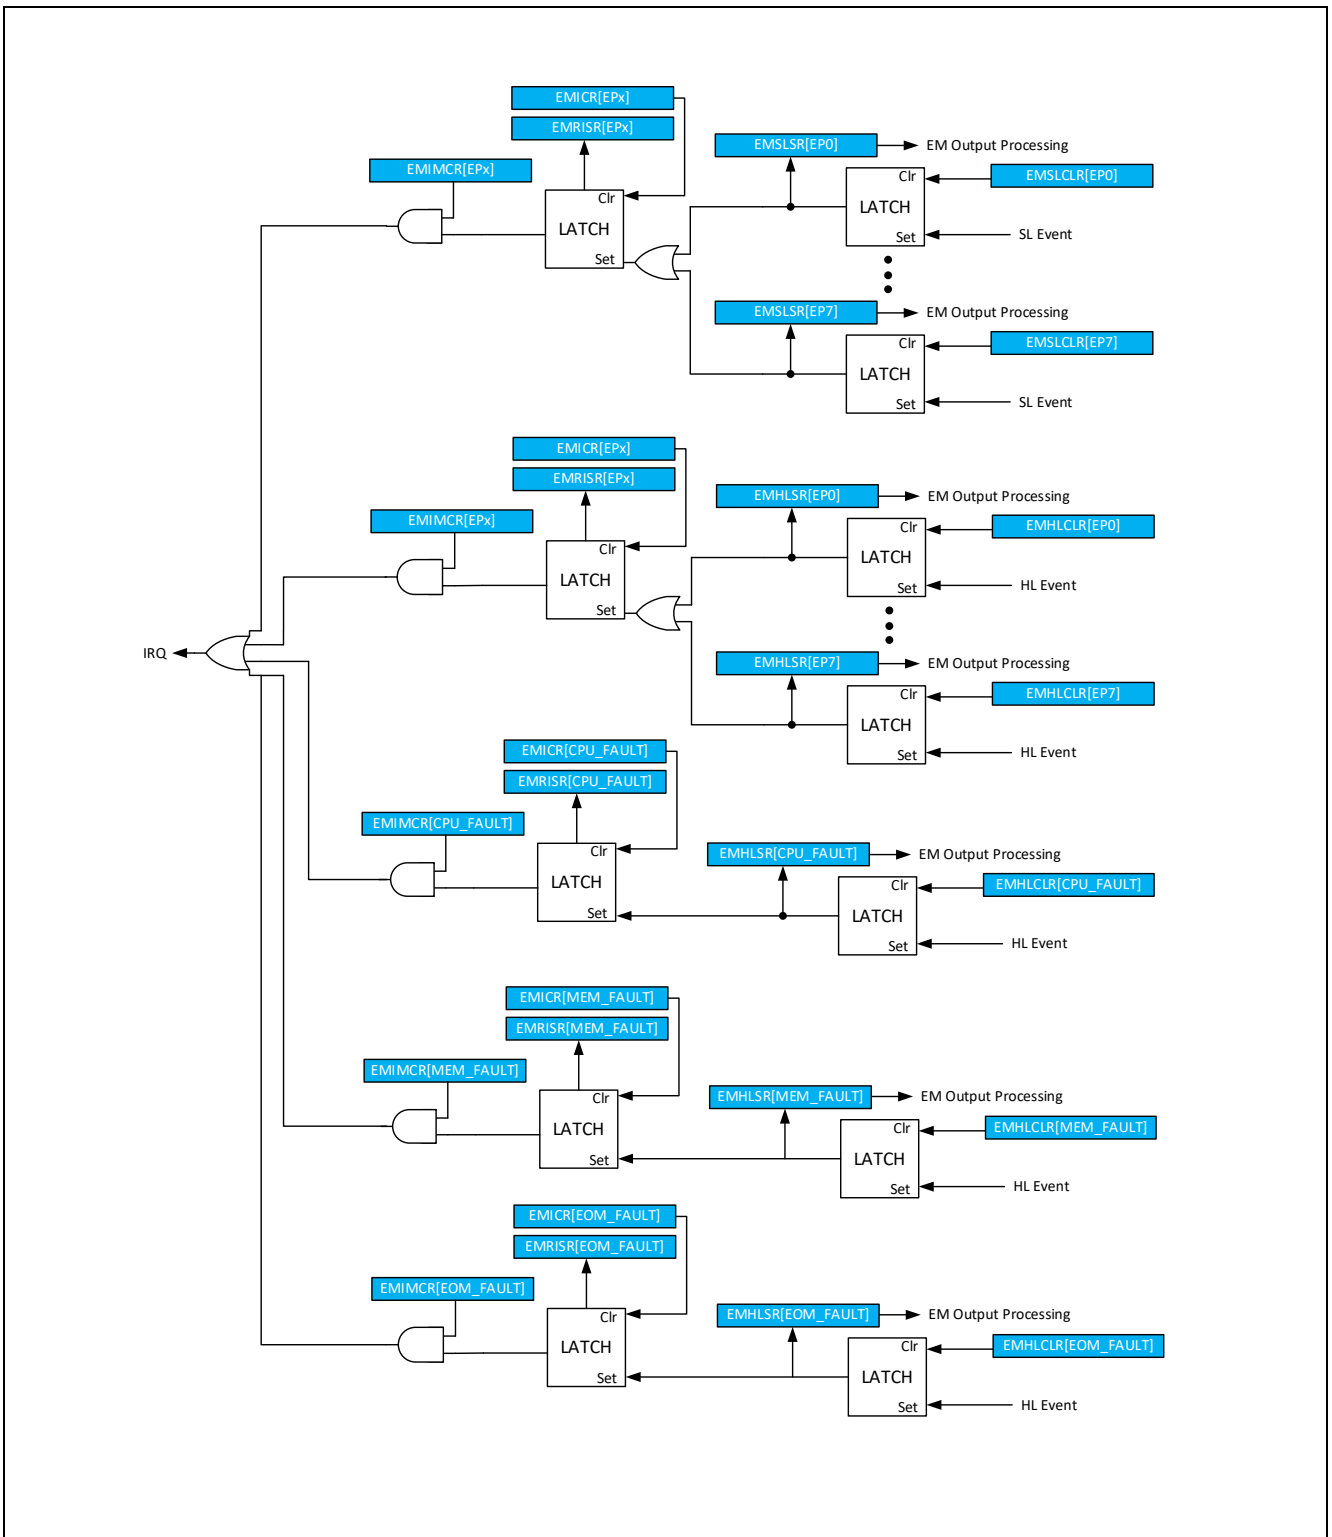 EMICR[EPx]
EMRISR[EPx]
EMSLSR[EP0]
EM Output Processing
EMIMCR[EPx]
Clr
EMSLCLR[EP0]
Clr
LATCH
LATCH
Set
SL Event
Set
EMSLSR[EP7]
EM Output Processing
Clr
EMSLCLR[EP7]
LATCH
Set
SL Event
EMICR[EPx]
EMRISR[EPx]
EMHLSR[EP0]
EM Output Processing
EMIMCR[EPx]
Clr
EMHLCLR[EP0]
Clr
LATCH
LATCH
Set
HL Event
Set
IRQ
EMHLSR[EP7]
EM Output Processing
Clr
EMHLCLR[EP7]
LATCH
Set
HL Event
EMICR[CPU_FAULT]
EMRISR[CPU_FAULT]
EMIMCR[CPU_FAULT]
Clr
EMHLSR[CPU_FAULT]
EM Output Processing
LATCH
Clr
EMHLCLR[CPU_FAULT]
Set
LATCH
Set
HL Event
EMICR[MEM_FAULT]
EMRISR[MEM_FAULT]
EMIMCR[MEM_FAULT]
Clr
EMHLSR[MEM_FAULT]
EM Output Processing
LATCH
Clr
EMHLCLR[MEM_FAULT]
Set
LATCH
Set
HL Event
EMICR[EOM_FAULT]
EMRISR[EOM_FAULT]
EMIMCR[EOM_FAULT]
Clr
EMHLSR[EOM_FAULT]
EM Output Processing
LATCH
Clr
EMHLCLR[EOM_FAULT]
Set
LATCH
Set
HL Event